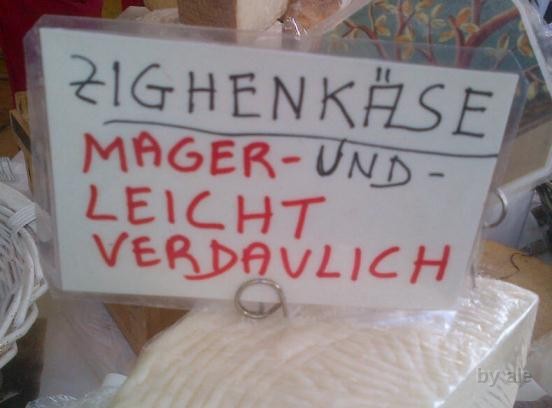 ZIGHENKÄSE
MAGER-UND-
LEICHT
VERDAULICH
by ale